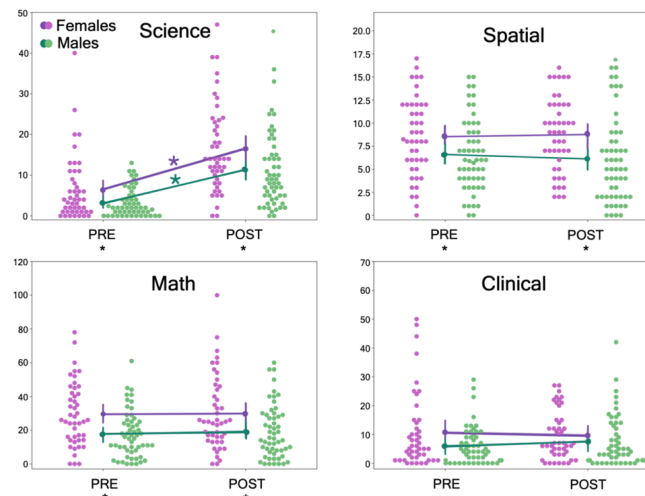 Science
Females
Males
50
40
30
20
10
0
PRE
POST
*
*
*
*
Spatial
20.0
17.5
15.0
12.5
10.0
7.5
5.0
2.5
0.0
PRE
POST
*
*
Math
120
100
80
60
40
20
0
PRE
POST
*
*
Clinical
70
60
50
40
30
20
10
0
PRE
POST